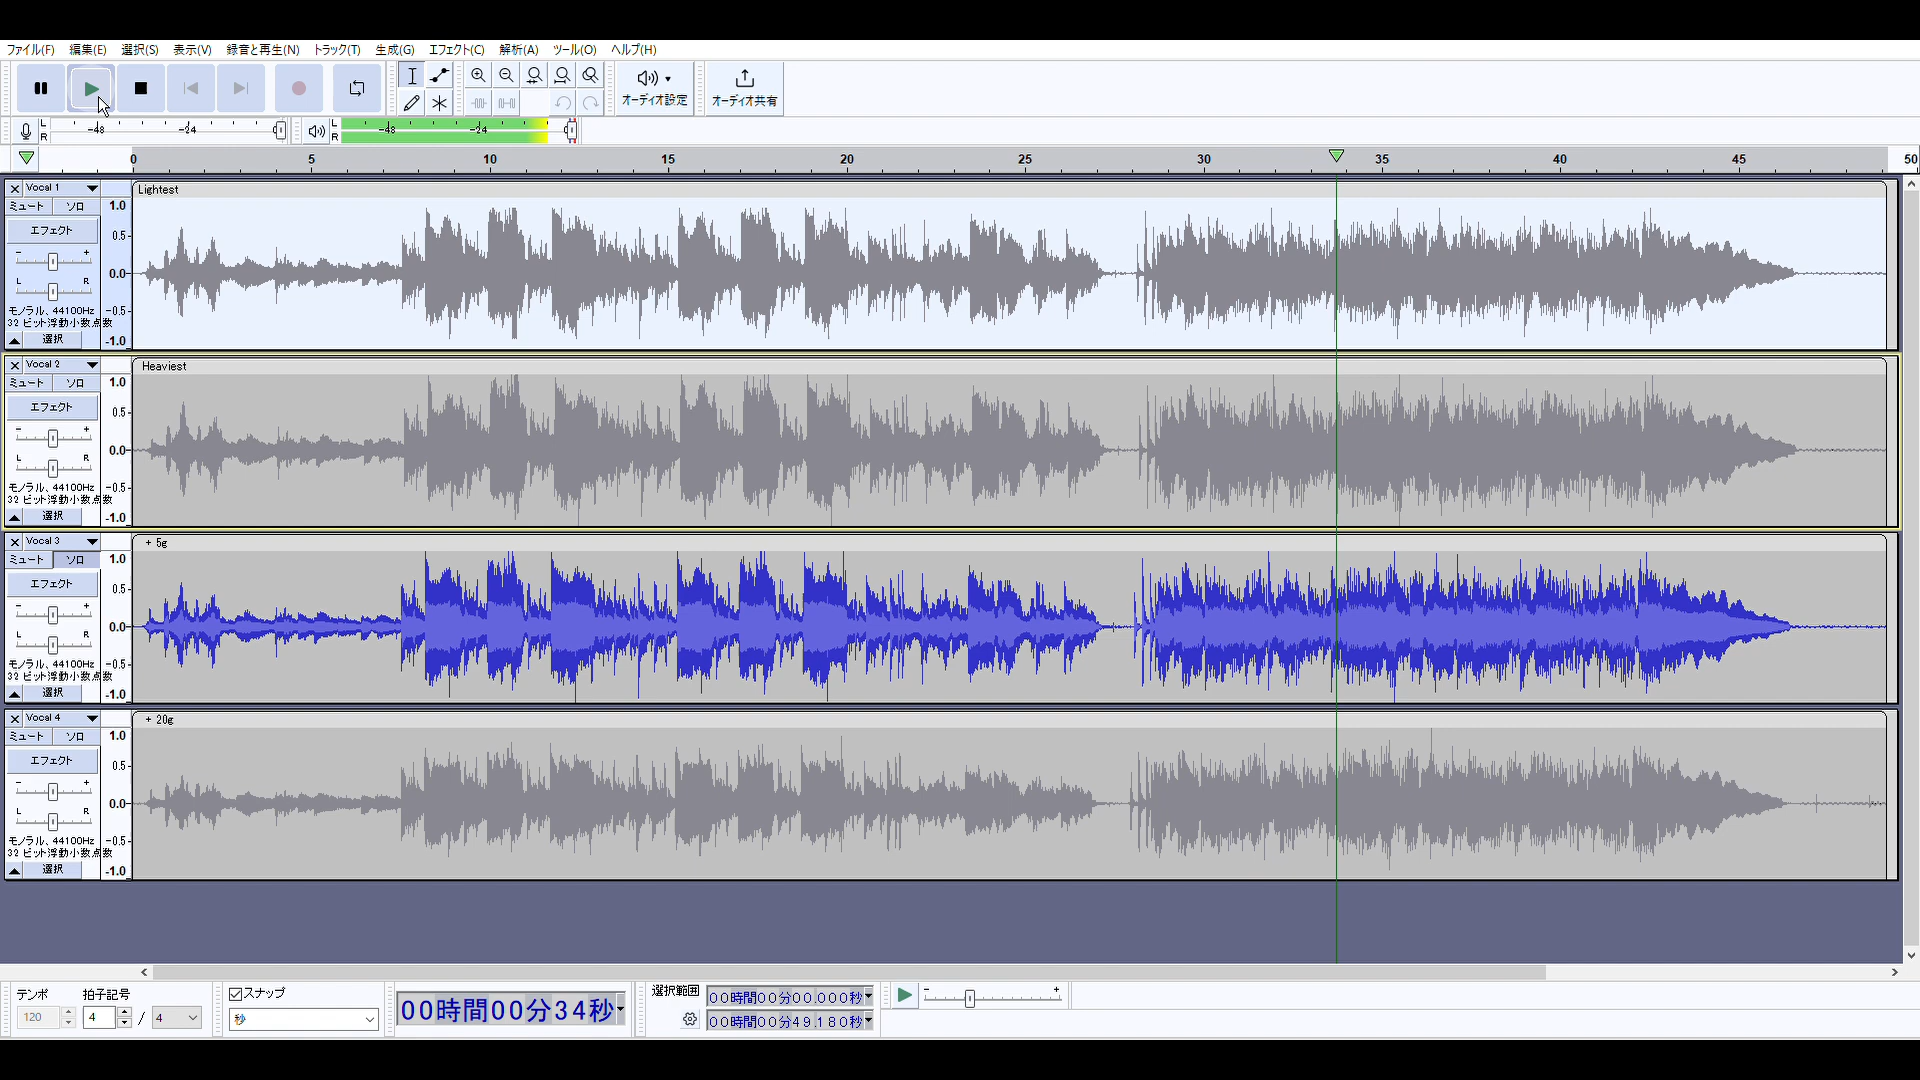 ファイル(F) 編集(E) 選択(S) 表示(V) 録音と再生(N) トラック(T) 生成(G) エフェクト(C) 解析(A) ツール(O) ヘルプ(H)
オーディオ設定 オーディオ共有
L R -48 -24 L R -48 -24
0 5 10 15 20 25 30 35 40 45 50
Vocal 1 Lightest
ミュート ソロ 1.0
エフェクト 0.5
- + 0.0
L R
モノラル、44100Hz -0.5
32 ビット浮動小数点数
選択 -1.0
Vocal 2 Heaviest
ミュート ソロ 1.0
エフェクト 0.5
- + 0.0
L R
モノラル、44100Hz -0.5
32 ビット浮動小数点数
選択 -1.0
Vocal 3 + 5g
ミュート ソロ 1.0
エフェクト 0.5
- + 0.0
L R
モノラル、44100Hz -0.5
32 ビット浮動小数点数
選択 -1.0
Vocal 4 + 20g
ミュート ソロ 1.0
エフェクト 0.5
- + 0.0
L R
モノラル、44100Hz -0.5
32 ビット浮動小数点数
選択 -1.0
テンポ 拍子記号 スナップ 選択範囲
120 4 / 4 秒 00時間00分34秒
00時間00分00.000秒
00時間00分49.180秒
- +